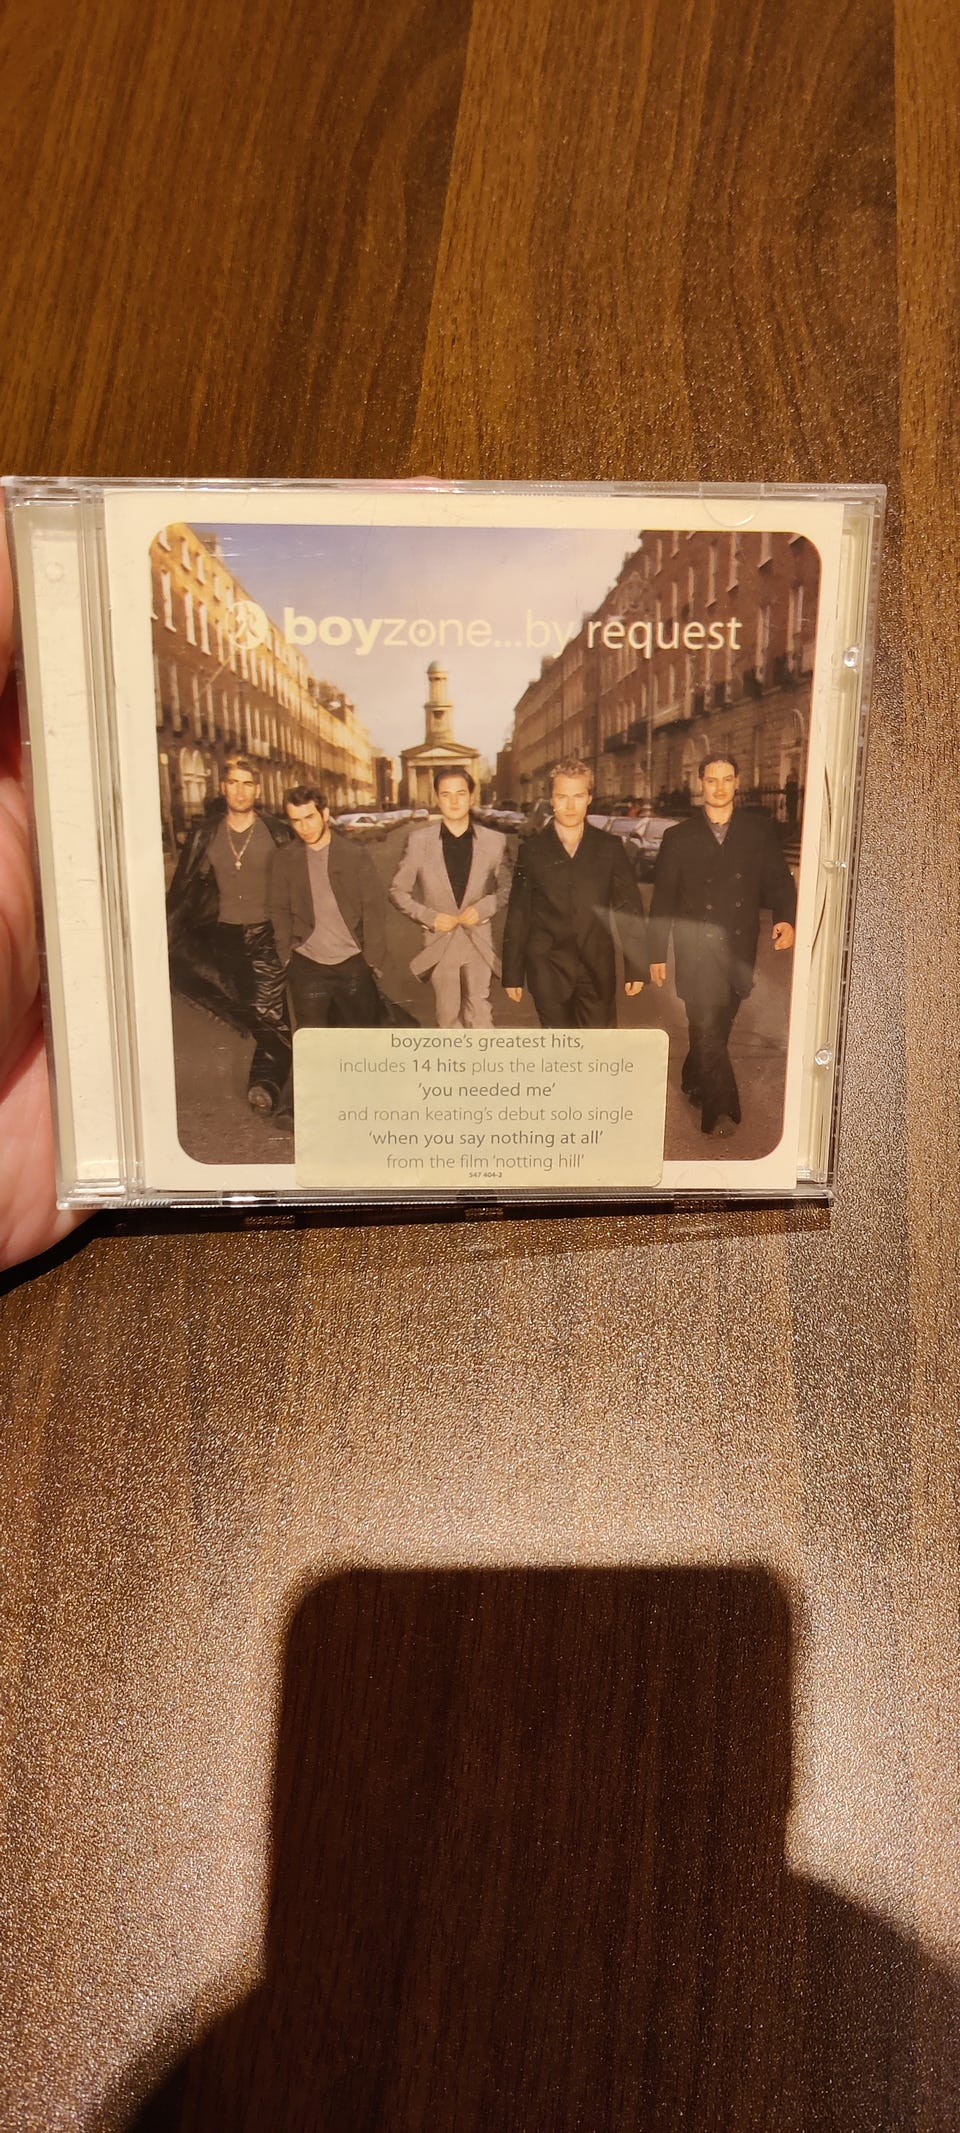 boyzone...by request
boyzone's greatest hits,
includes 14 hits plus the latest single
'you needed me'
and ronan keating's debut solo single
'when you say nothing at all'
from the film 'notting hill'
547 404-2